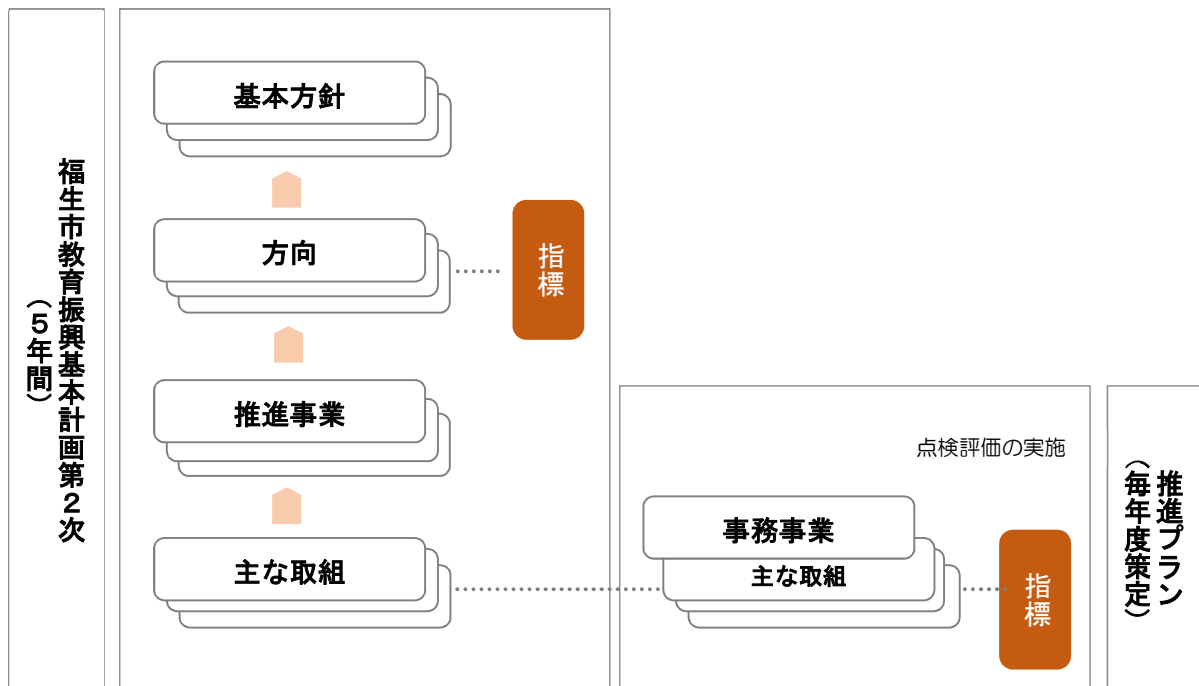 福生市教育振興基本計画第2次
（５年間）
基本方針
方向
指標
推進事業
主な取組
点検評価の実施
事務事業
主な取組
指標
推進プラン
（毎年度策定）